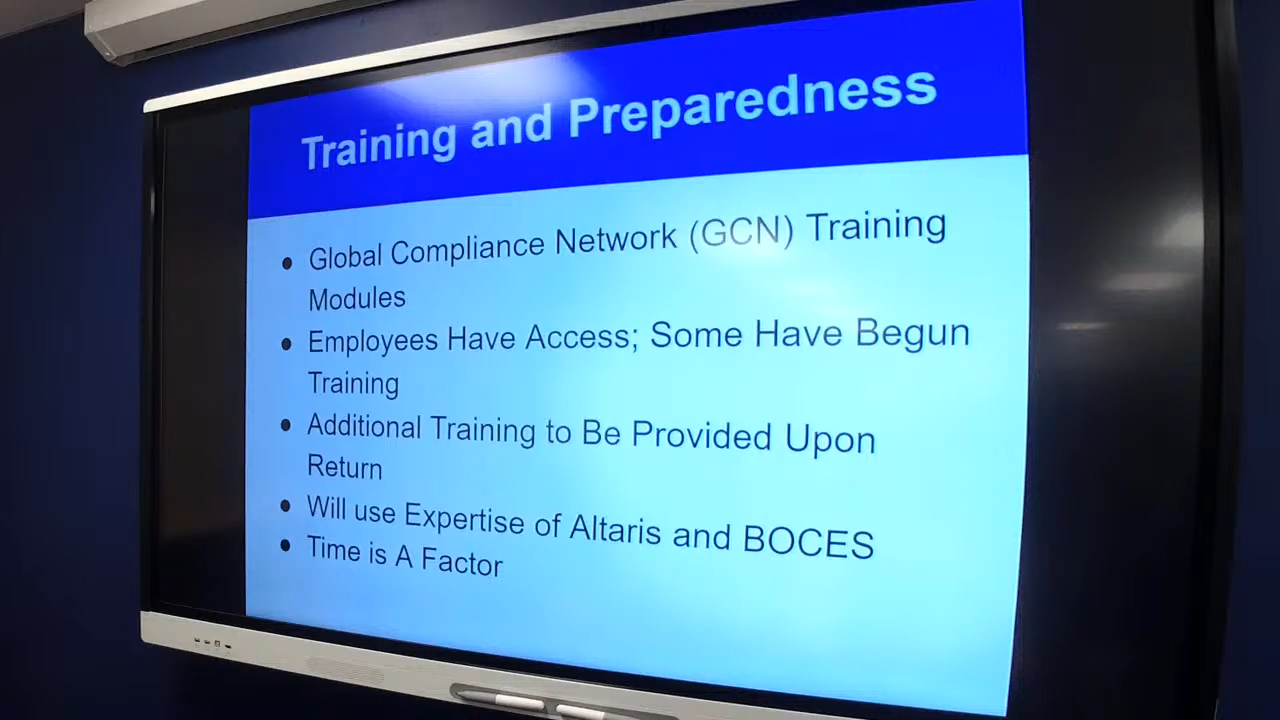 Training and Preparedness
• Global Compliance Network (GCN) Training
Modules
• Employees Have Access; Some Have Begun
Training
• Additional Training to Be Provided Upon
Return
• Will use Expertise of Altaris and BOCES
• Time is A Factor